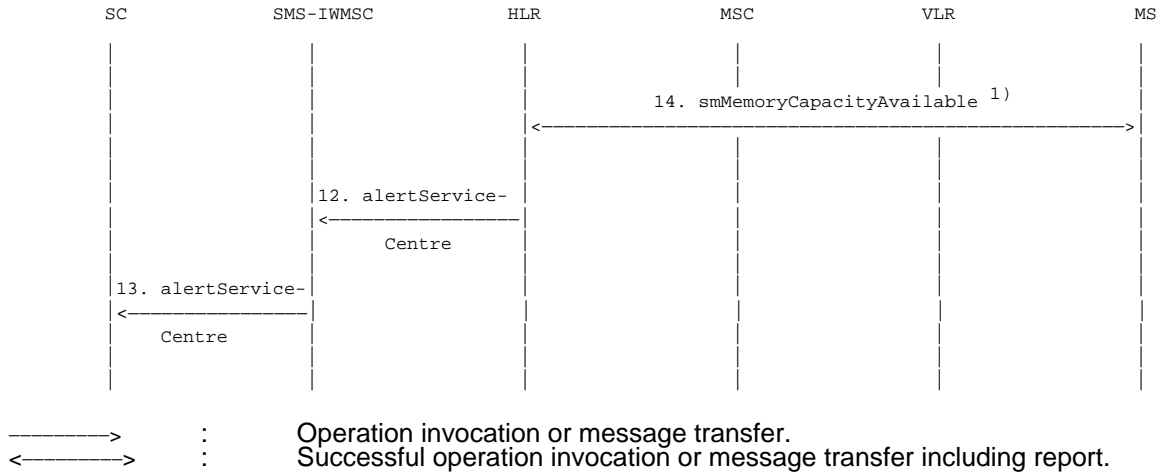 SC SMS-IWMSC HLR MSC VLR MS
14. smMemoryCapacityAvailable 1)
12. alertService-
Centre
13. alertService-
Centre
: Operation invocation or message transfer.
: Successful operation invocation or message transfer including report.